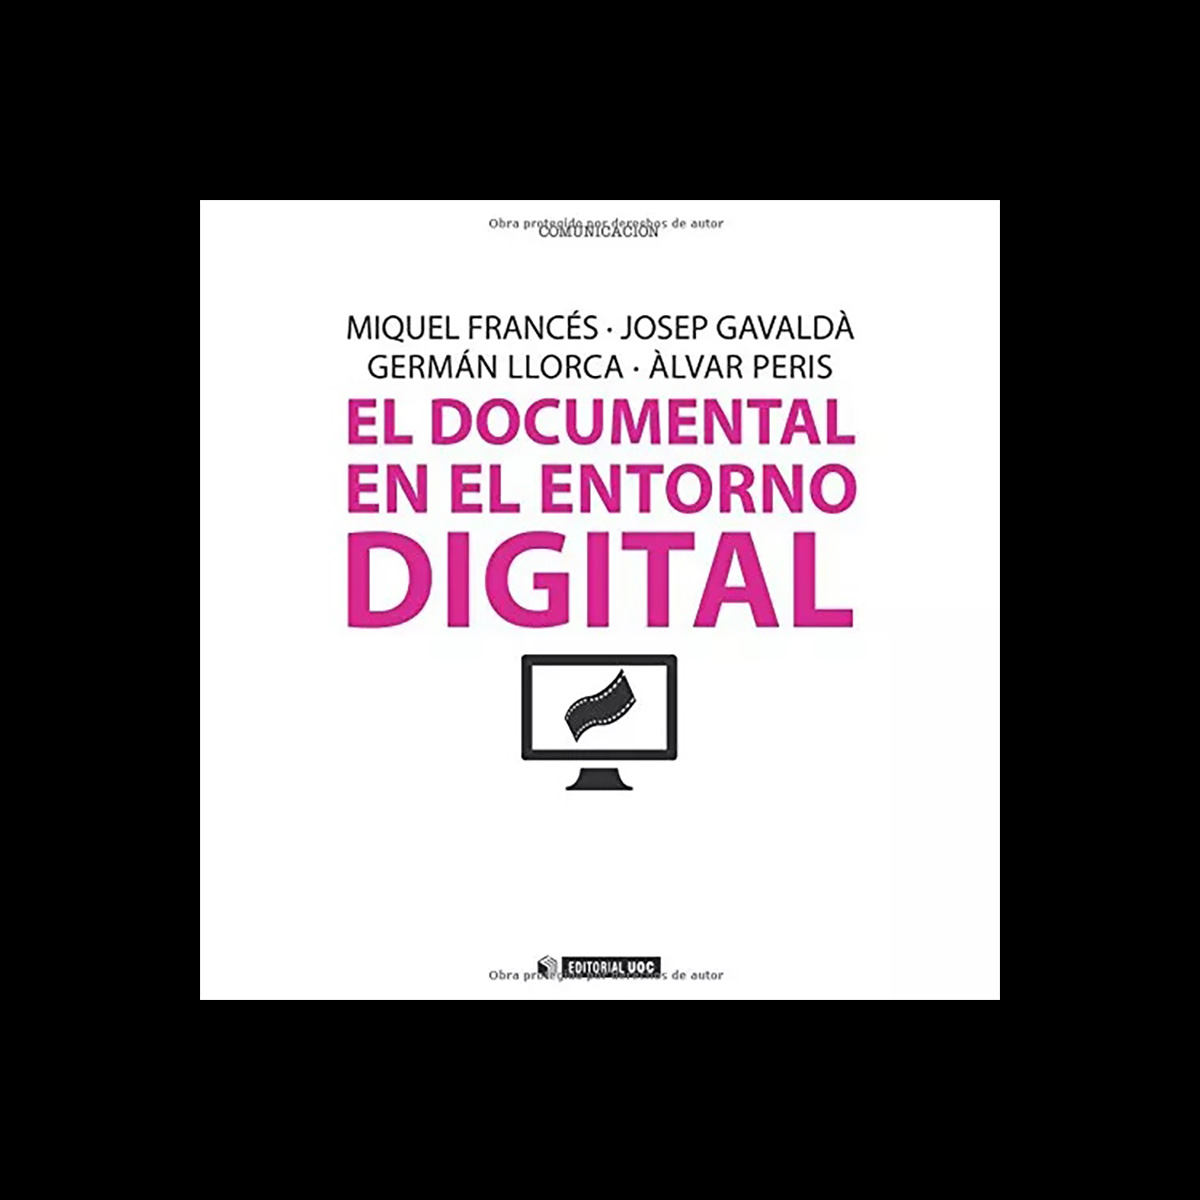 Obra protegida por derechos de autor
COMUNICACIÓN
MIQUEL FRANCÉS · JOSEP GAVALDÀ
GERMÁN LLORCA · ÀLVAR PERIS
EL DOCUMENTAL
EN EL ENTORNO
DIGITAL
EDITORIAL UOC
Obra protegido por derechos de autor